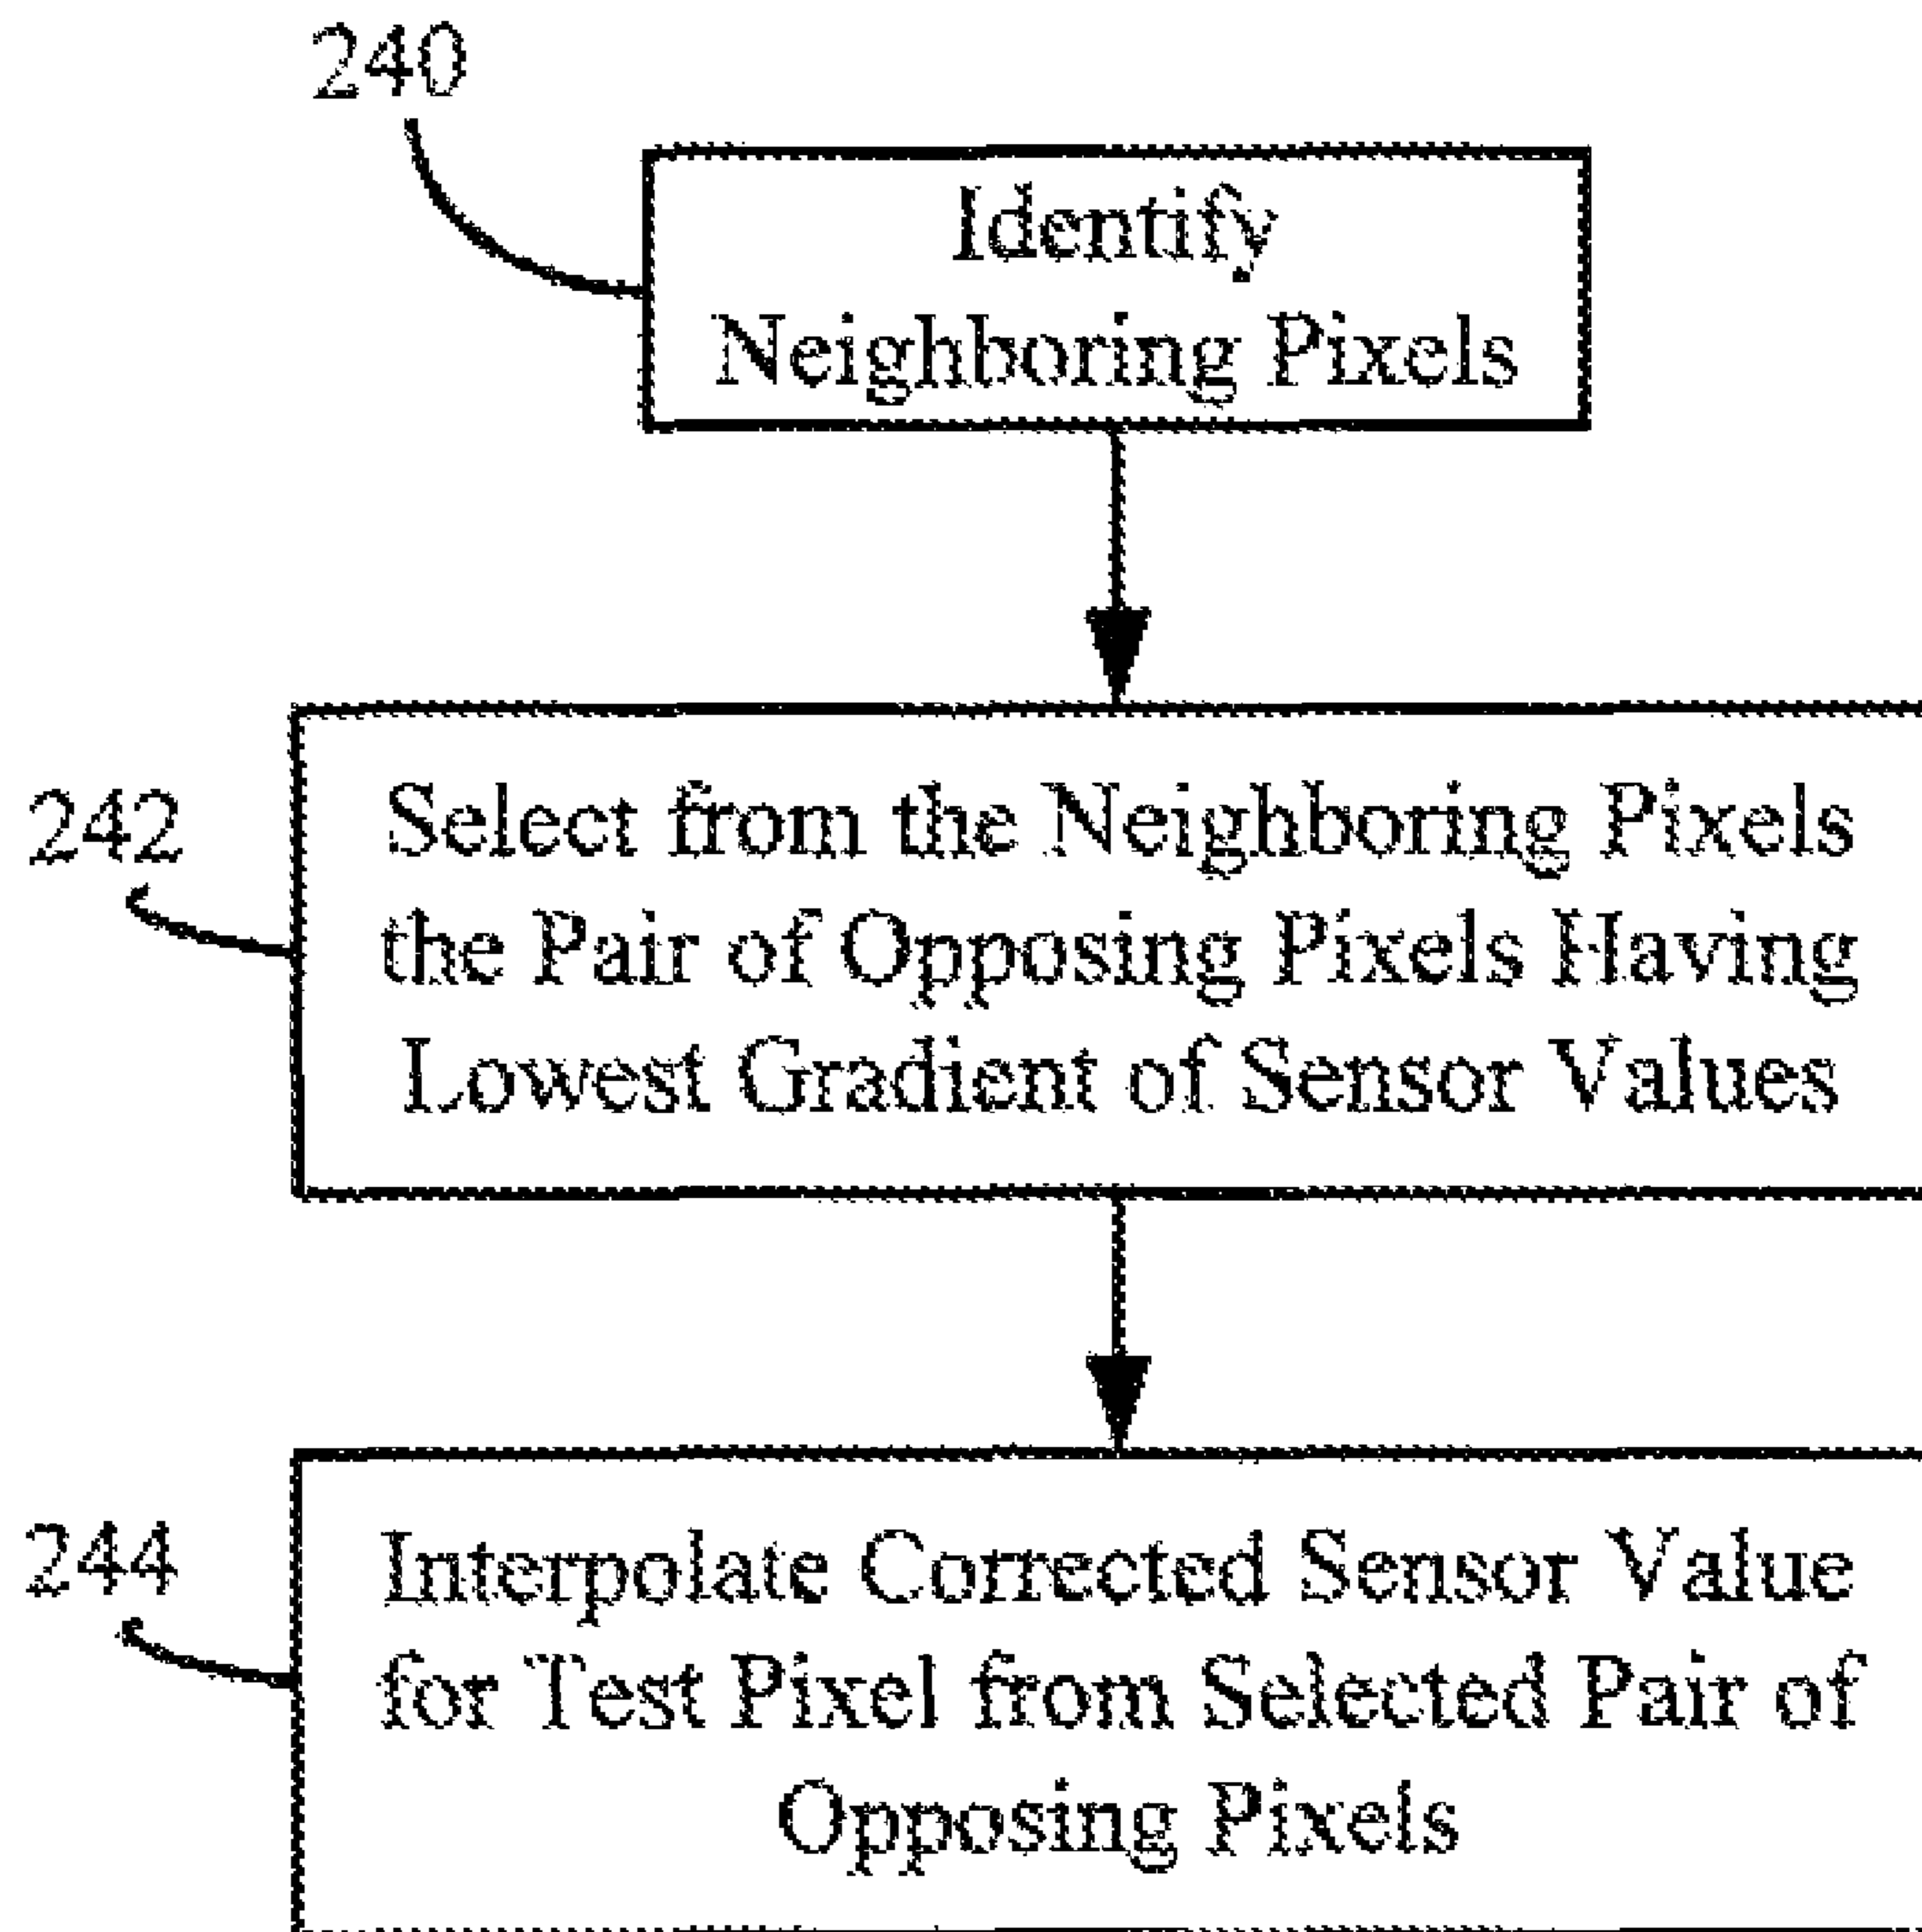 240
Identify
Neighboring Pixels
242
Select from the Neighboring Pixels
the Pair of Opposing Pixels Having
Lowest Gradient of Sensor Values
244
Interpolate Corrected Sensor Value
for Test Pixel from Selected Pair of
Opposing Pixels